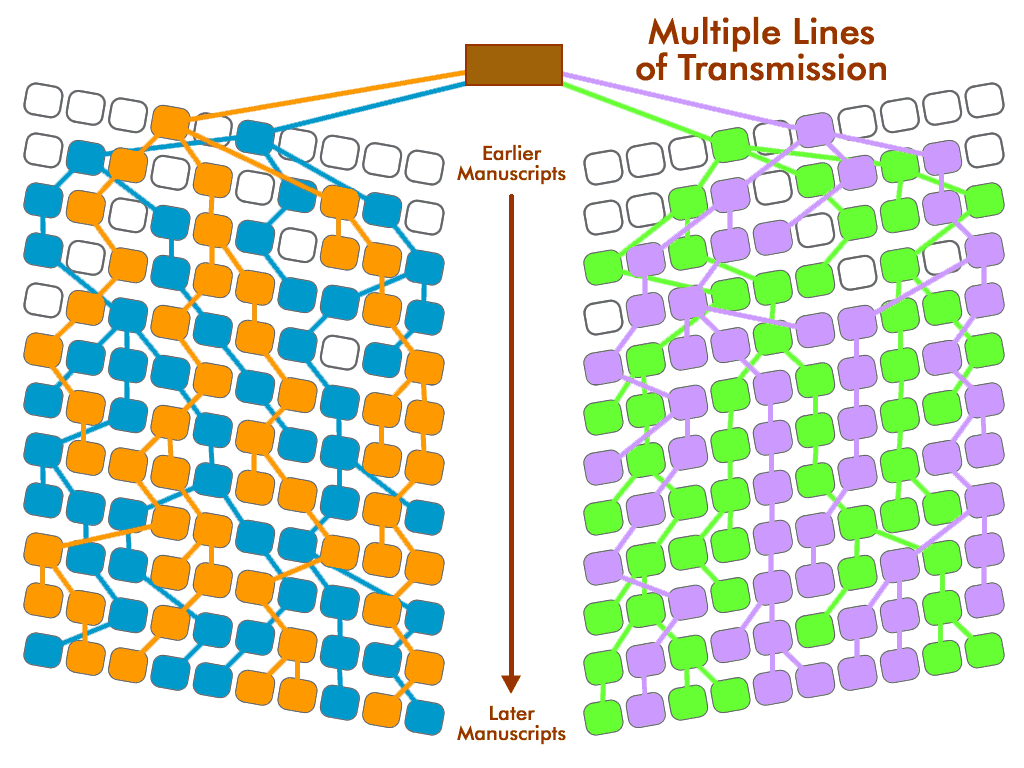 Multiple Lines
of Transmission
Earlier
Manuscripts
Later
Manuscripts